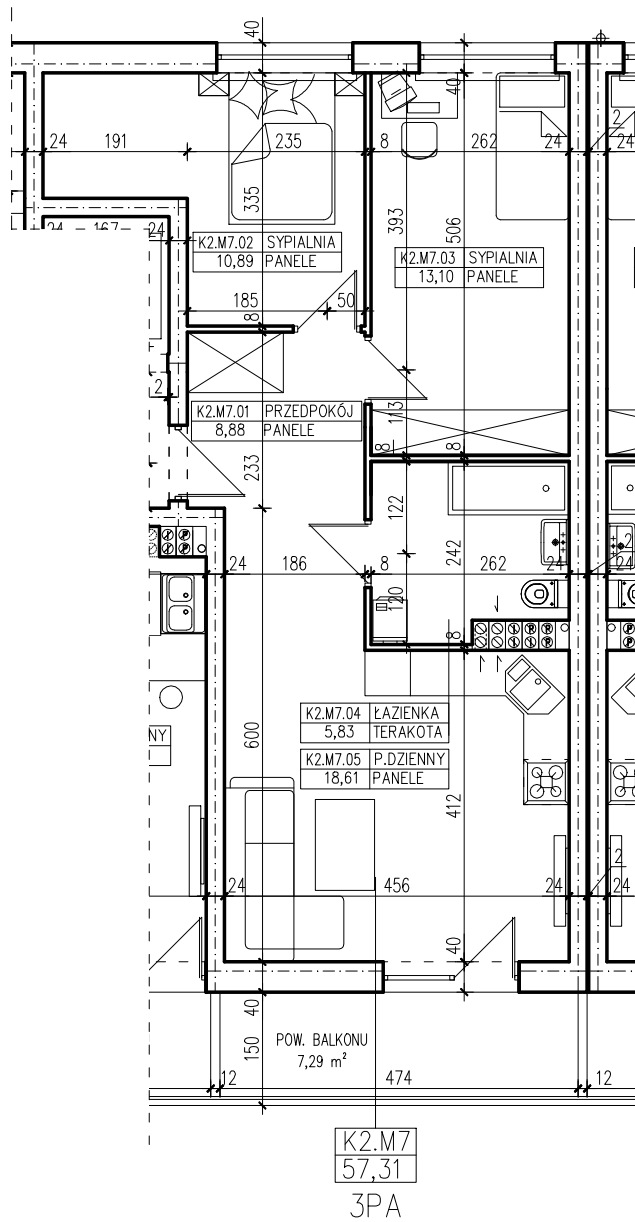 40
40
24 191 235 8 262 24 2 24
335
393
506
24 167 24
K2.M7.02 SYPIALNIA
10,89 PANELE
K2.M7.03 SYPIALNIA
13,10 PANELE
185 50
8
K2.M7.01 PRZEDPOKÓJ
8,88 PANELE
2
113
8 8
233
122
242
24 186 8 262 24 2 24
120
8
K2.M7.04 ŁAZIENKA
5,83 TERAKOTA
K2.M7.05 P.DZIENNY
18,61 PANELE
NY
600
412
24 456 24 2 24
40
40
150
POW. BALKONU
7,29 m²
12 474 12
K2.M7
57,31
3PA